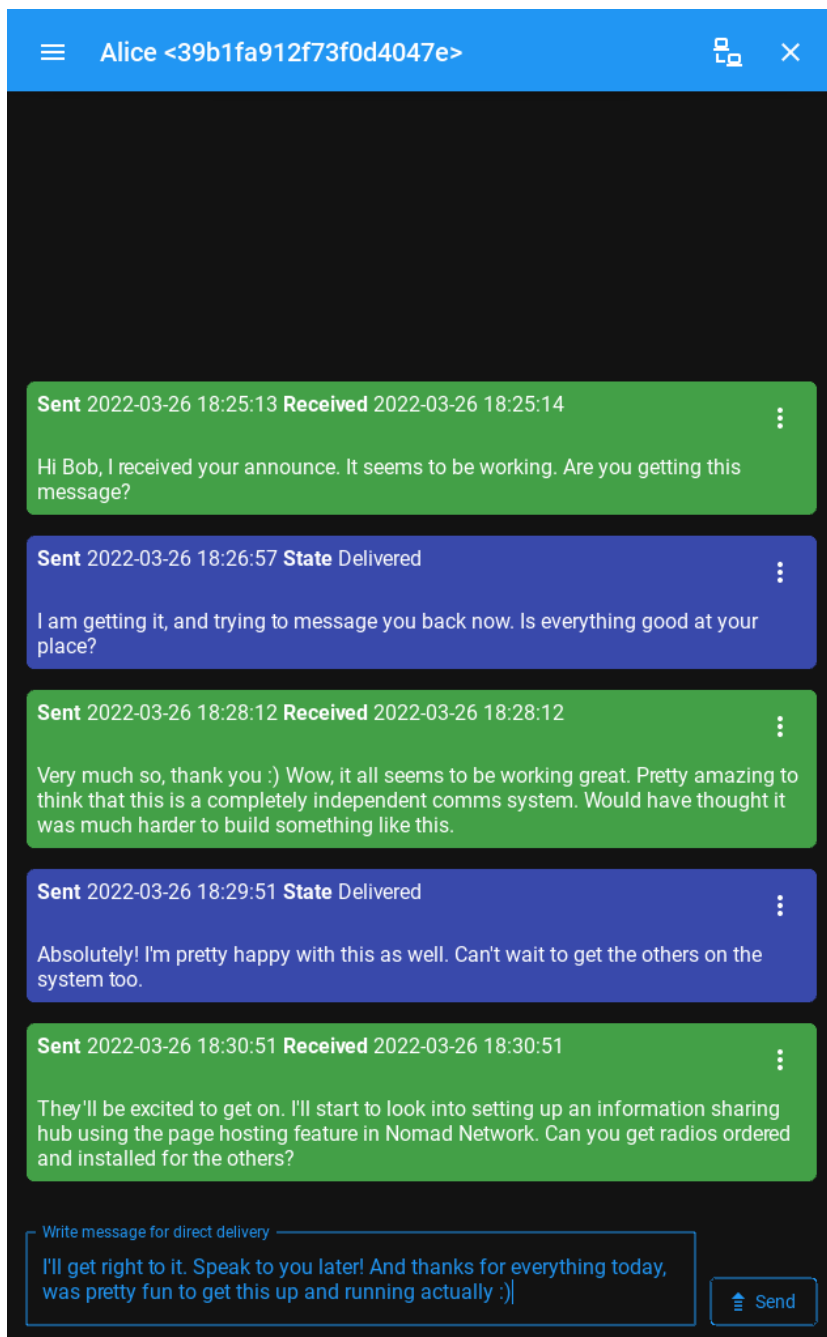 Alice <39b1fa912f73f0d4047e>
Sent 2022-03-26 18:25:13 Received 2022-03-26 18:25:14
Hi Bob, I received your announce. It seems to be working. Are you getting this
message?
Sent 2022-03-26 18:26:57 State Delivered
I am getting it, and trying to message you back now. Is everything good at your
place?
Sent 2022-03-26 18:28:12 Received 2022-03-26 18:28:12
Very much so, thank you :) Wow, it all seems to be working great. Pretty amazing to
think that this is a completely independent comms system. Would have thought it
was much harder to build something like this.
Sent 2022-03-26 18:29:51 State Delivered
Absolutely! I'm pretty happy with this as well. Can't wait to get the others on the
system too.
Sent 2022-03-26 18:30:51 Received 2022-03-26 18:30:51
They'll be excited to get on. I'll start to look into setting up an information sharing
hub using the page hosting feature in Nomad Network. Can you get radios ordered
and installed for the others?
Write message for direct delivery
I'll get right to it. Speak to you later! And thanks for everything today,
was pretty fun to get this up and running actually :)
Send